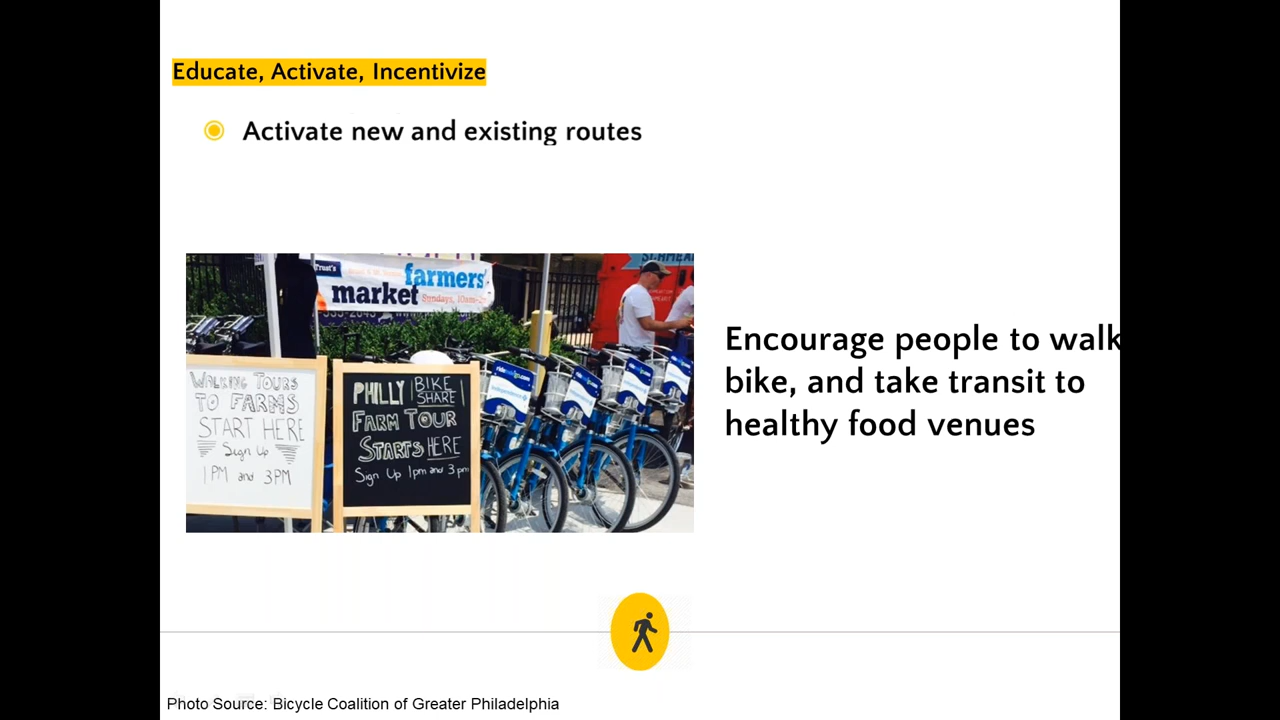 Educate, Activate, Incentivize
Activate new and existing routes
Trust's
farmers'
market Sundays, 10am-2
WALKING TOURS
TO FARMS
START HERE
Sign Up
1PM and 3PM
PHILLY BIKE
SHARE
FARM TOUR
STARTS HERE
Sign Up 1pm and 3pm
Encourage people to walk
bike, and take transit to
healthy food venues
Photo Source: Bicycle Coalition of Greater Philadelphia